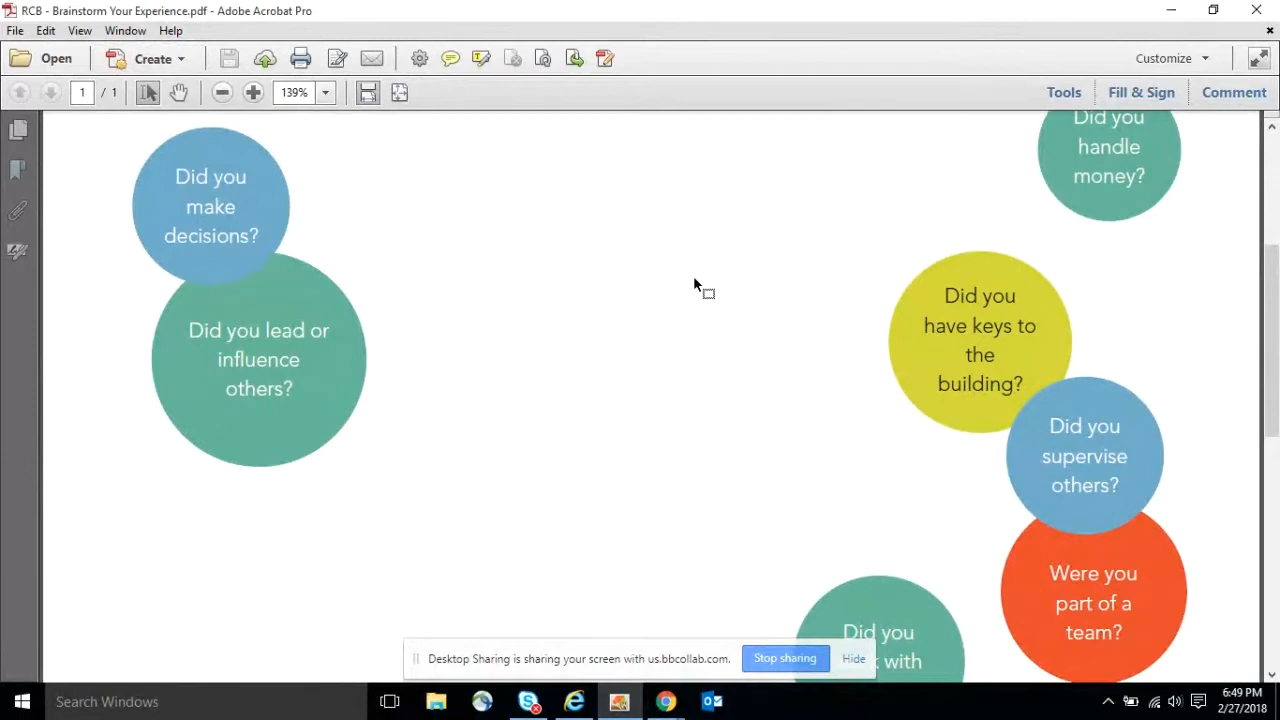 RCB - Brainstorm Your Experience.pdf - Adobe Acrobat Pro
File Edit View Window Help
Open Create Customize
1 / 1 139% Tools Fill & Sign Comment
Did you
make
decisions?
Did you lead or
influence
others?
Did you
handle
money?
Did you
have keys to
the
building?
Did you
supervise
others?
Were you
part of a
team?
Did you
with
Desktop Sharing is sharing your screen with us.bbcollab.com. Stop sharing Hide
Search Windows
6:49 PM
2/27/2018